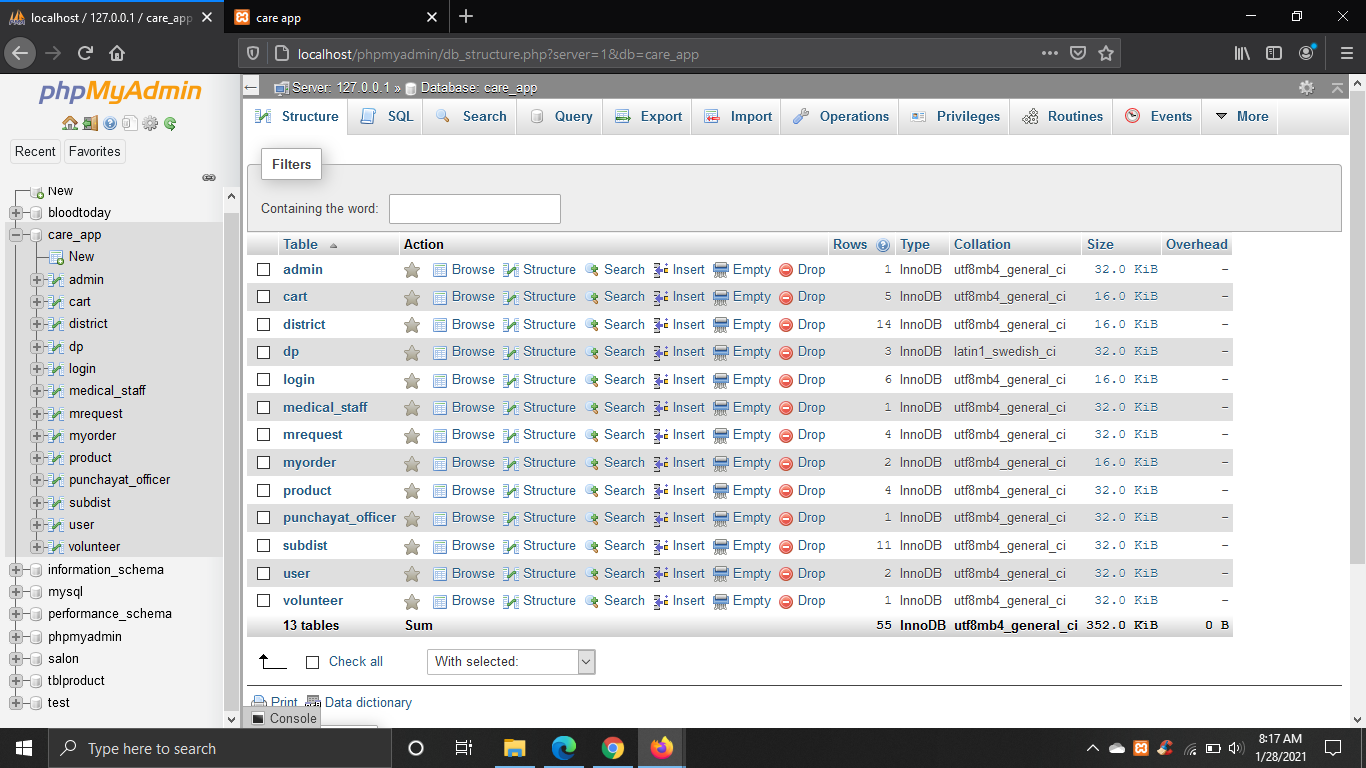 localhost / 127.0.0.1 / care_app
care app
localhost/phpmyadmin/db_structure.php?server=1&db=care_app
phpMyAdmin
Recent Favorites
New
bloodtoday
care_app
New
admin
cart
district
dp
login
medical_staff
mrequest
myorder
product
punchayat_officer
subdist
user
volunteer
information_schema
mysql
performance_schema
phpmyadmin
salon
tblproduct
test
Server: 127.0.0.1 » Database: care_app
Structure SQL Search Query Export Import Operations Privileges Routines Events More
Filters
Containing the word:
Table Action Rows Type Collation Size Overhead
admin Browse Structure Search Insert Empty Drop 1 InnoDB utf8mb4_general_ci 32.0 KiB -
cart Browse Structure Search Insert Empty Drop 5 InnoDB utf8mb4_general_ci 16.0 KiB -
district Browse Structure Search Insert Empty Drop 14 InnoDB utf8mb4_general_ci 16.0 KiB -
dp Browse Structure Search Insert Empty Drop 3 InnoDB latin1_swedish_ci 32.0 KiB -
login Browse Structure Search Insert Empty Drop 6 InnoDB utf8mb4_general_ci 16.0 KiB -
medical_staff Browse Structure Search Insert Empty Drop 1 InnoDB utf8mb4_general_ci 32.0 KiB -
mrequest Browse Structure Search Insert Empty Drop 4 InnoDB utf8mb4_general_ci 32.0 KiB -
myorder Browse Structure Search Insert Empty Drop 2 InnoDB utf8mb4_general_ci 16.0 KiB -
product Browse Structure Search Insert Empty Drop 4 InnoDB utf8mb4_general_ci 32.0 KiB -
punchayat_officer Browse Structure Search Insert Empty Drop 1 InnoDB utf8mb4_general_ci 32.0 KiB -
subdist Browse Structure Search Insert Empty Drop 11 InnoDB utf8mb4_general_ci 32.0 KiB -
user Browse Structure Search Insert Empty Drop 2 InnoDB utf8mb4_general_ci 32.0 KiB -
volunteer Browse Structure Search Insert Empty Drop 1 InnoDB utf8mb4_general_ci 32.0 KiB -
13 tables Sum 55 InnoDB utf8mb4_general_ci 352.0 KiB 0 B
Check all With selected:
Print Data dictionary
Console
Type here to search
8:17 AM
1/28/2021